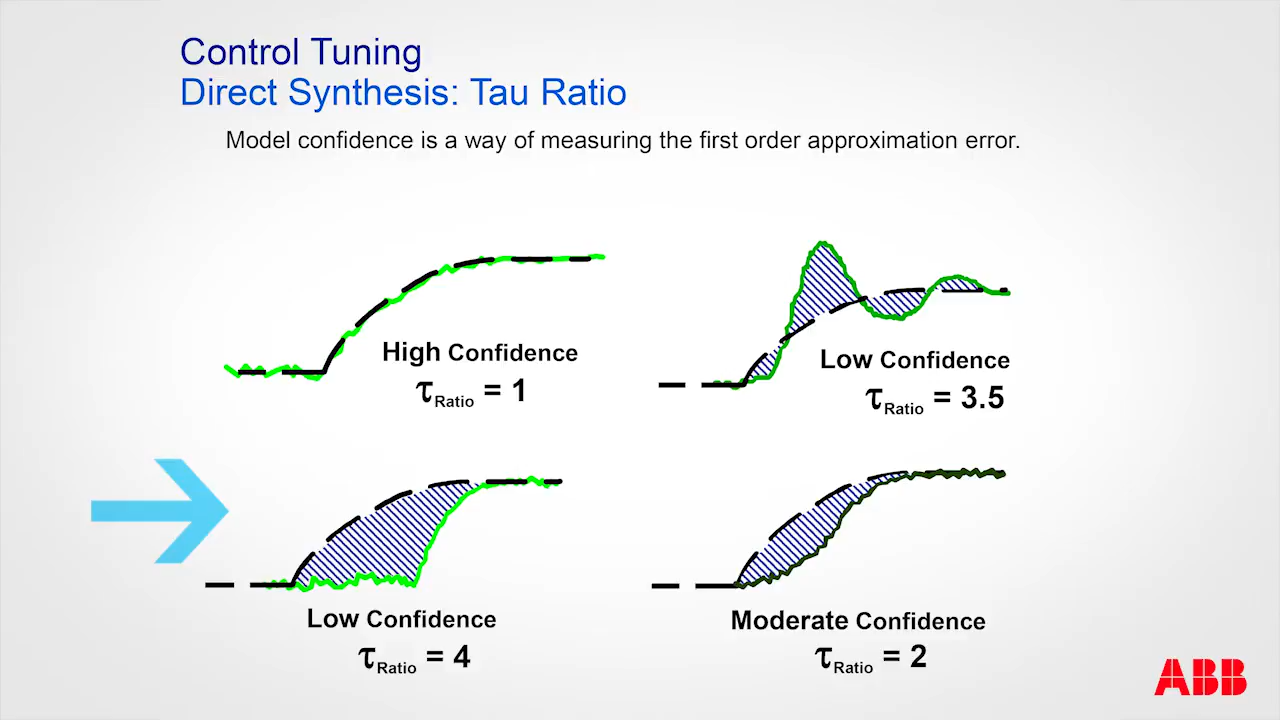 Control Tuning
Direct Synthesis: Tau Ratio
Model confidence is a way of measuring the first order approximation error.
High Confidence
τRatio = 1
Low Confidence
τRatio = 3.5
Low Confidence
τRatio = 4
Moderate Confidence
τRatio = 2
ABB